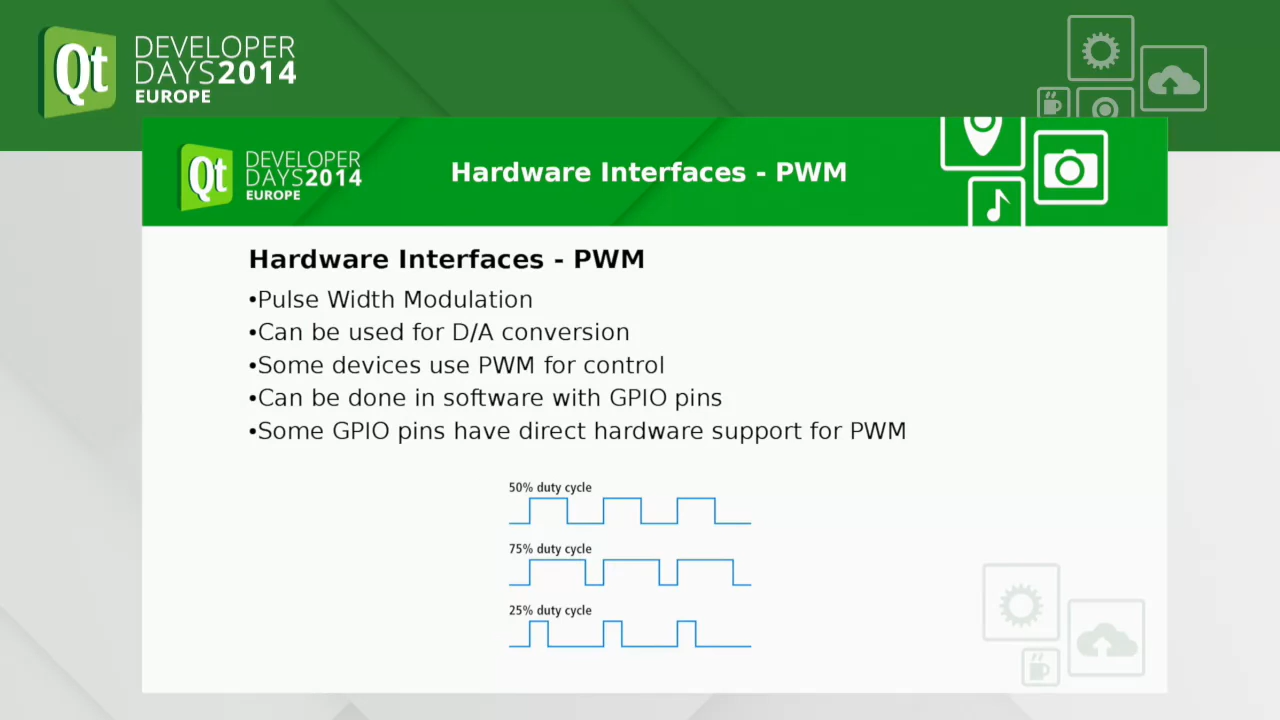 Qt
DEVELOPER
DAYS2014
EUROPE
Qt
DEVELOPER
DAYS2014
EUROPE
Hardware Interfaces - PWM
Hardware Interfaces - PWM
•Pulse Width Modulation
•Can be used for D/A conversion
•Some devices use PWM for control
•Can be done in software with GPIO pins
•Some GPIO pins have direct hardware support for PWM
50% duty cycle
75% duty cycle
25% duty cycle